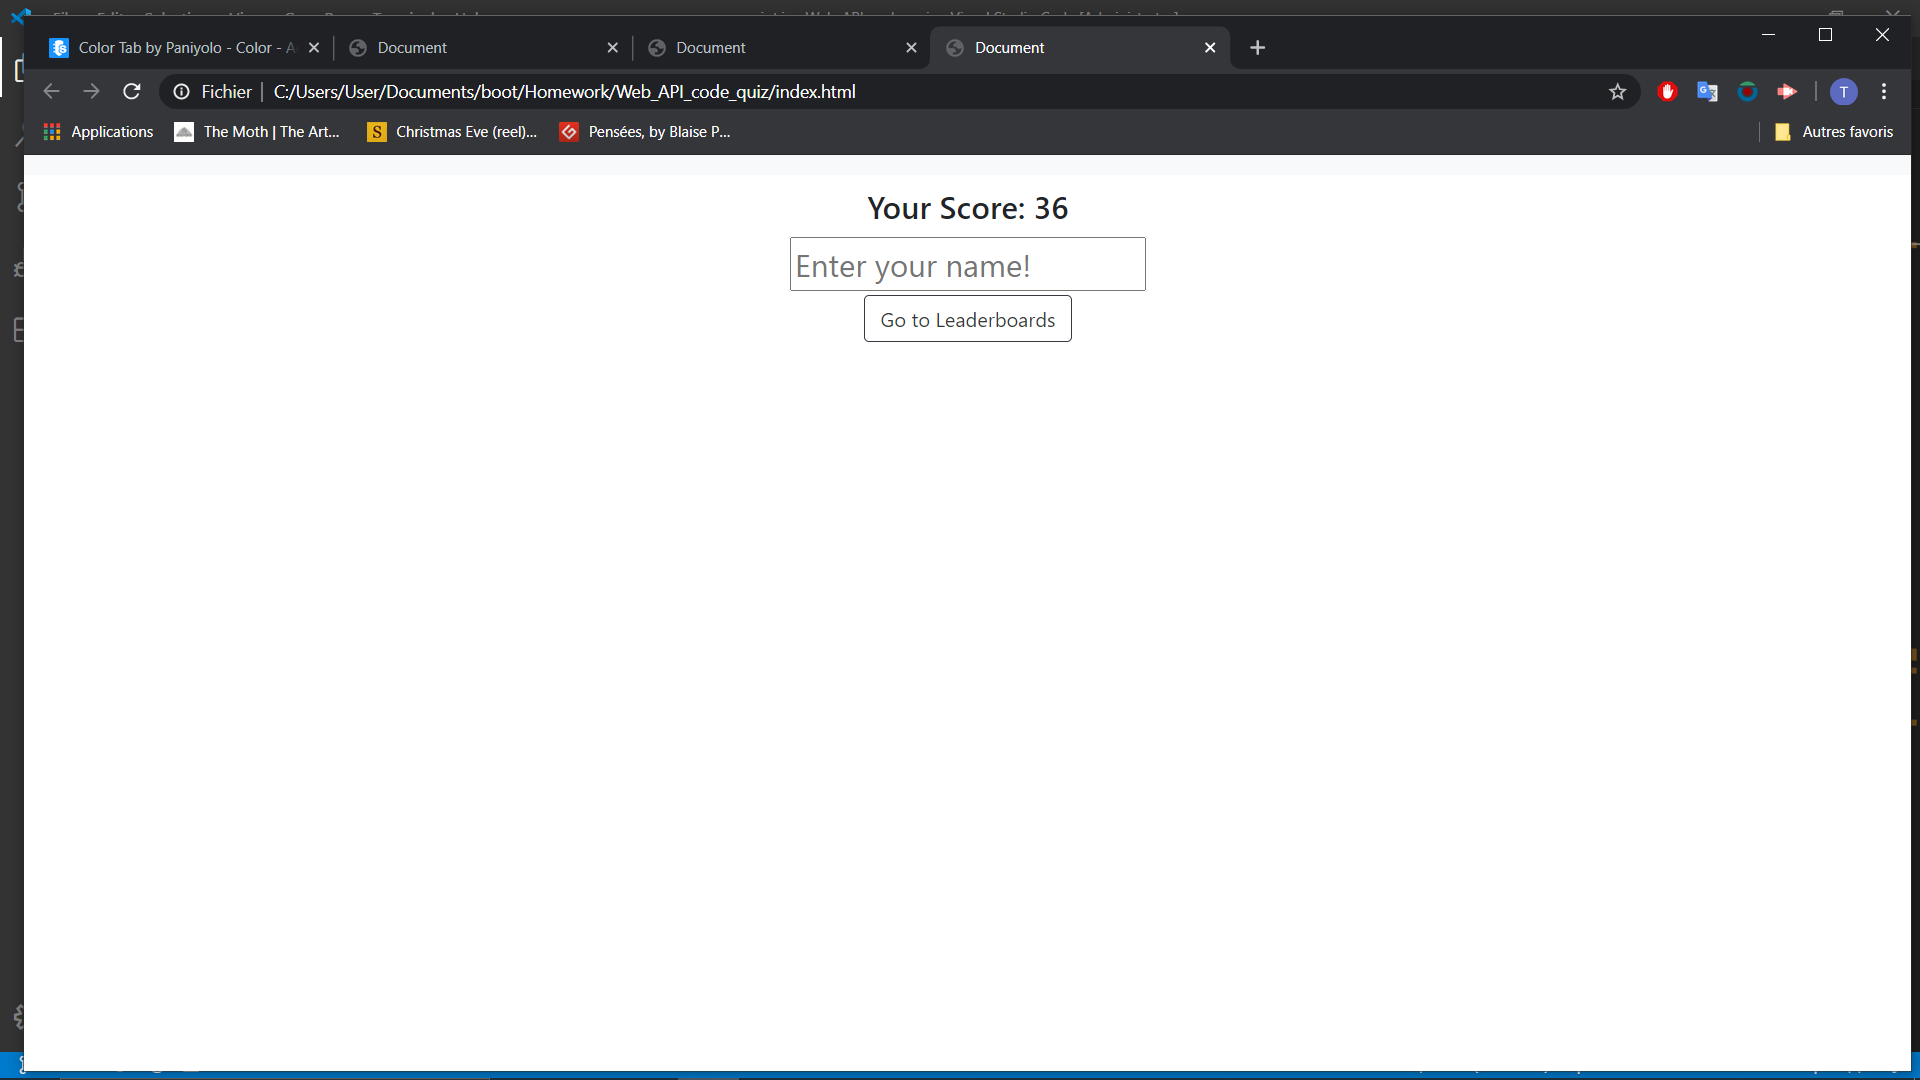 Color Tab by Paniyolo - Color - A
Document
Document
Document
Fichier
C:/Users/User/Documents/boot/Homework/Web_API_code_quiz/index.html
T
Applications
The Moth | The Art...
S
Christmas Eve (reel)...
Pensées, by Blaise P...
Autres favoris
Your Score: 36
Enter your name!
Go to Leaderboards